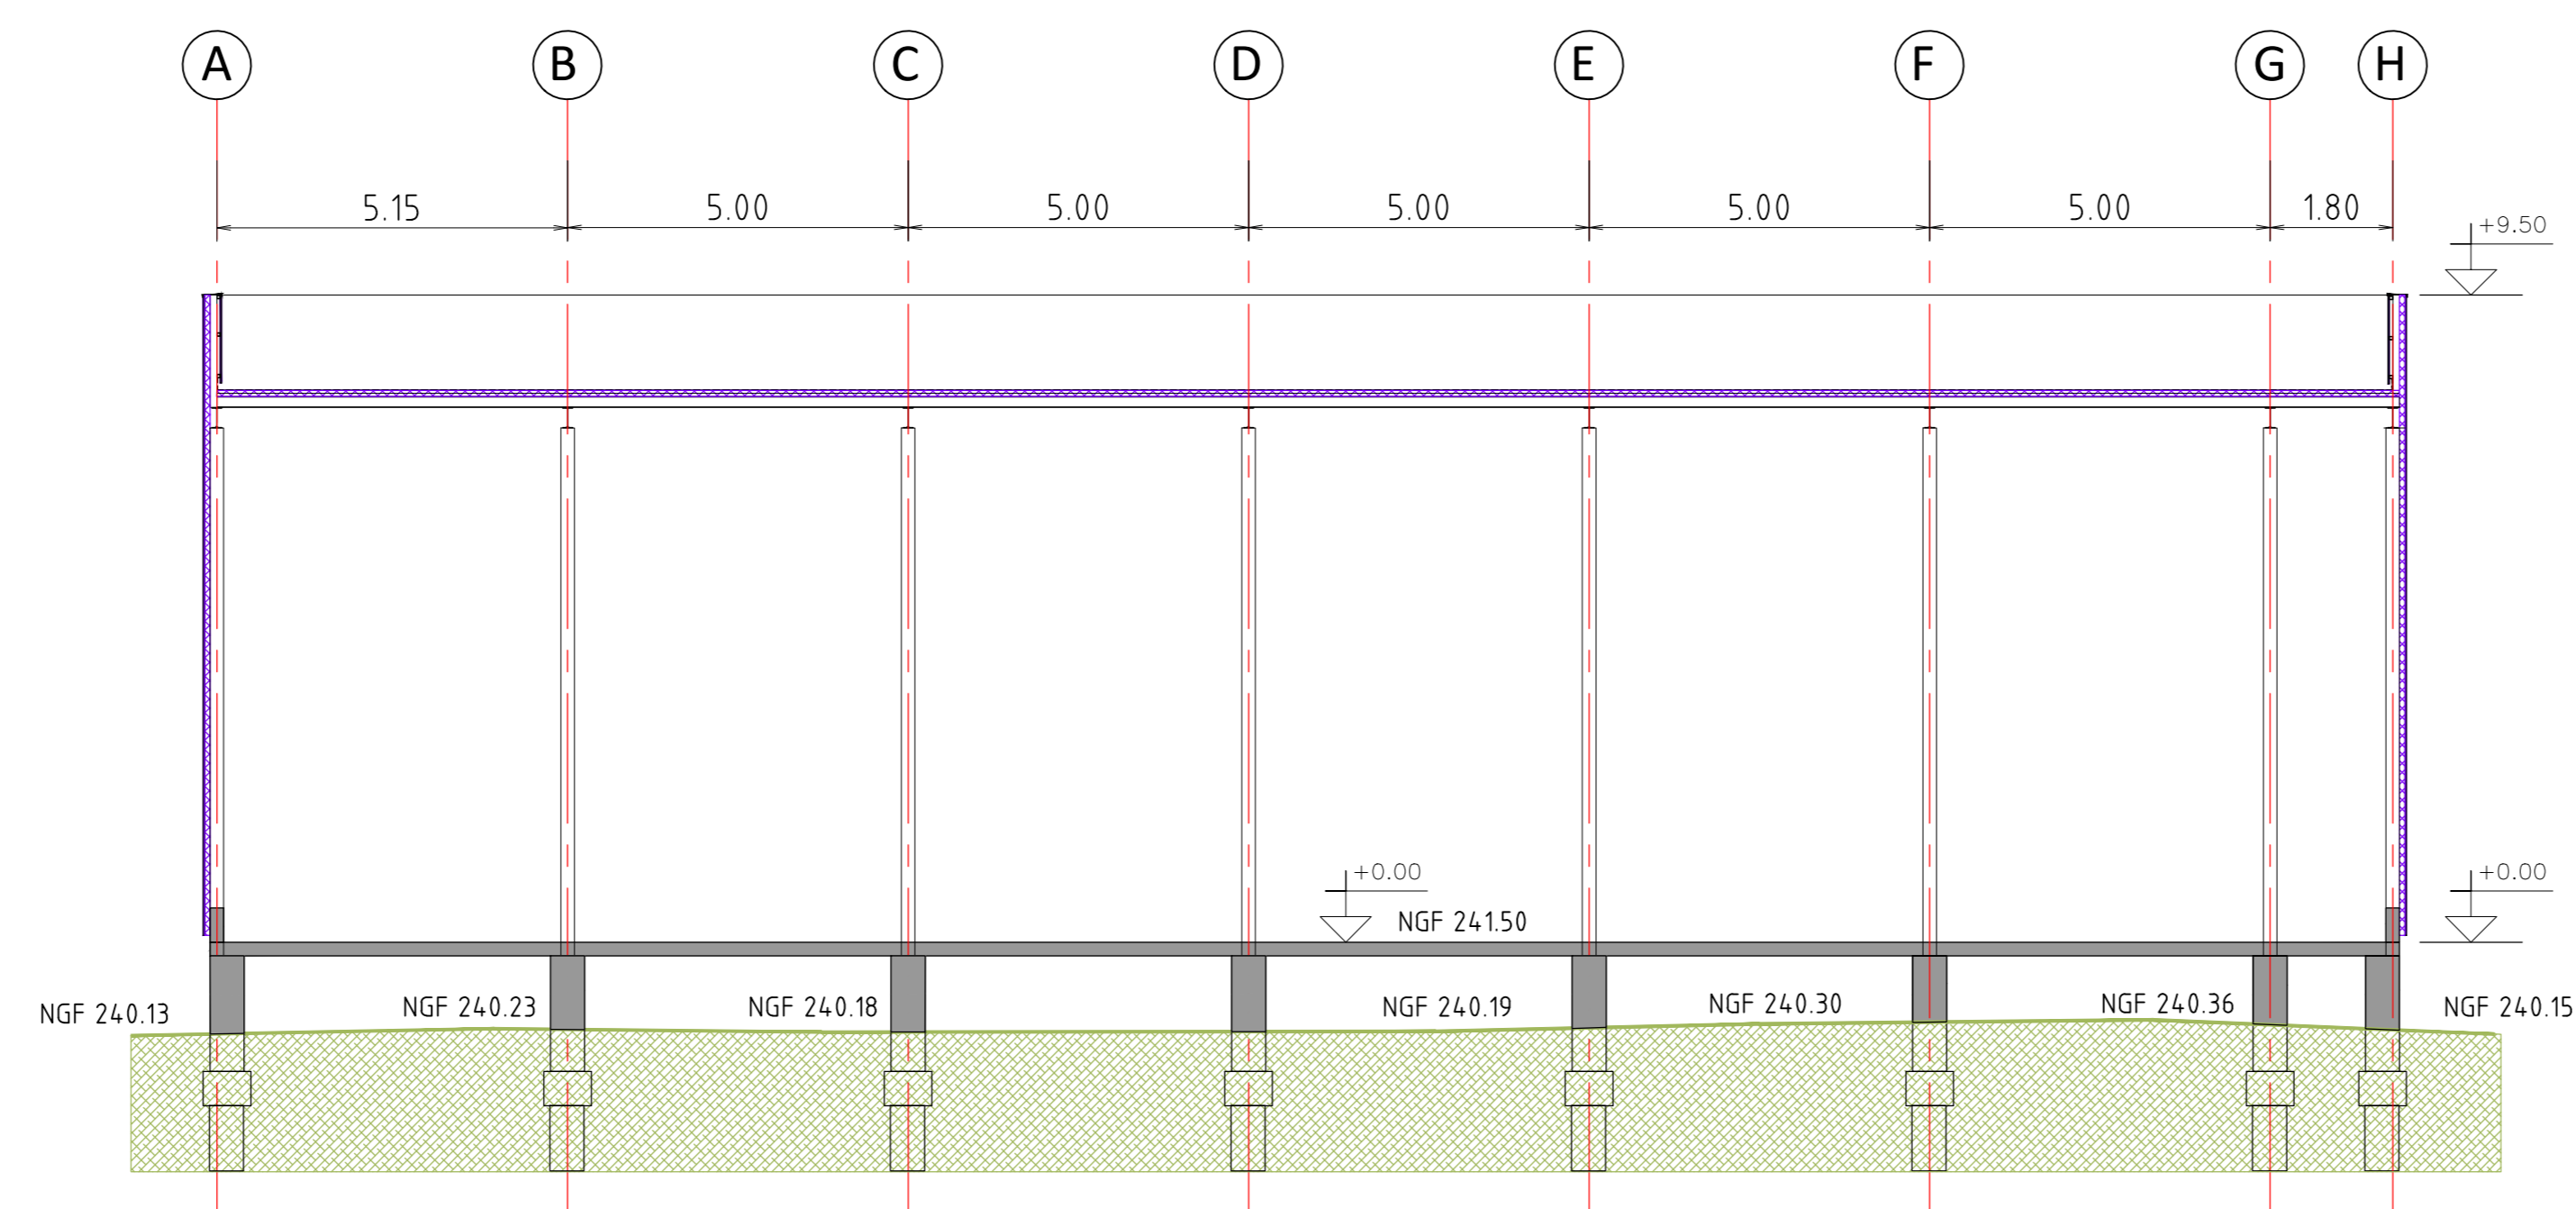 A B C D E F G H
5.15 5.00 5.00 5.00 5.00 5.00 1.80
+9.50
+0.00 +0.00
NGF 241.50
NGF 240.13 NGF 240.23 NGF 240.18 NGF 240.19 NGF 240.30 NGF 240.36 NGF 240.15